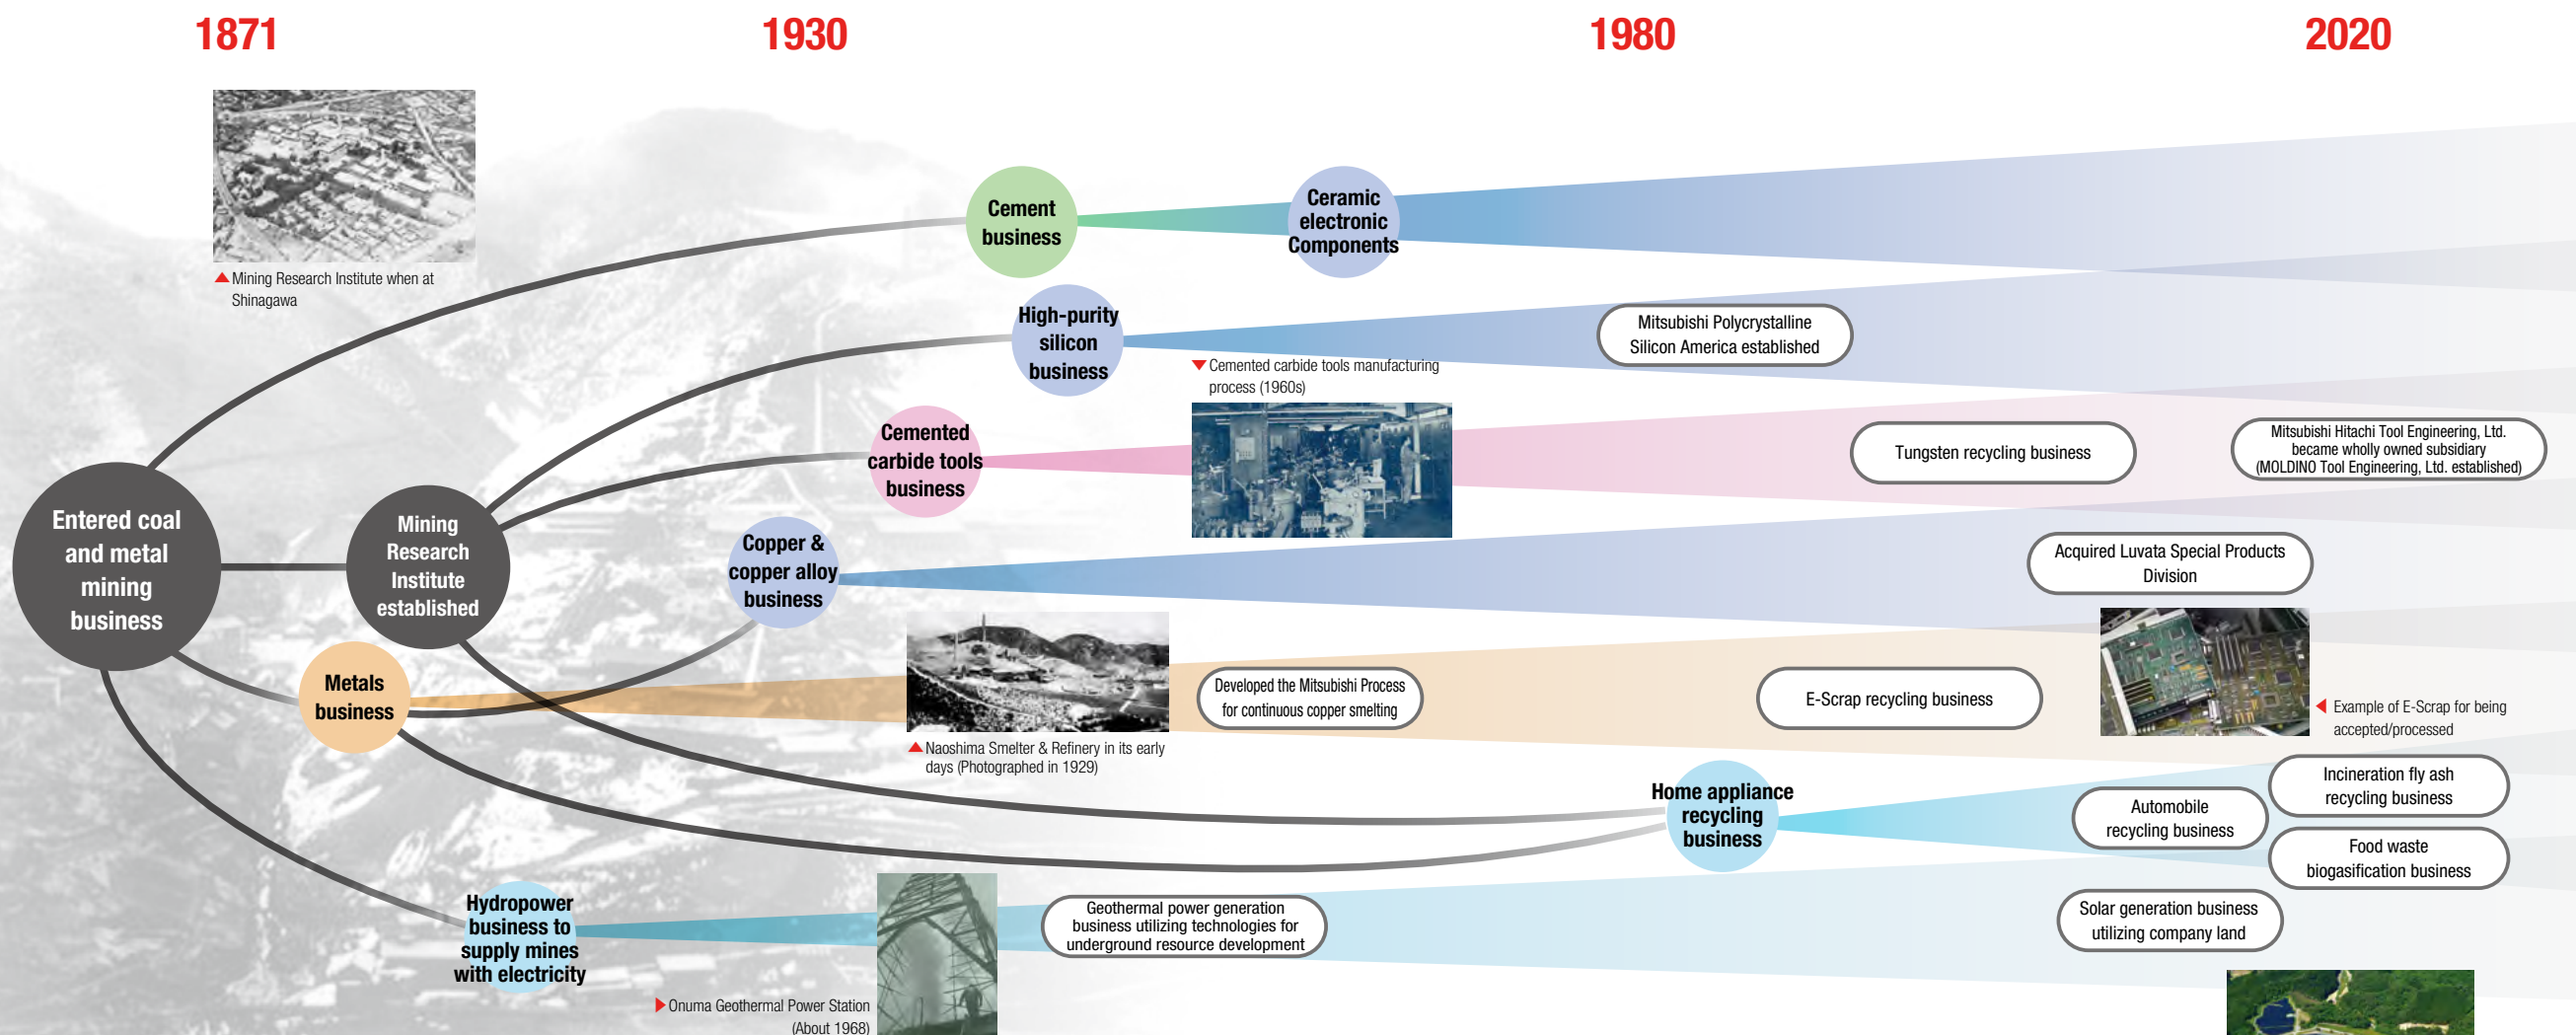 1871
1930
1980
2020
Mining Research Institute when at
Shinagawa
Cement
business
Ceramic
electronic
Components
High-purity
silicon
business
Mitsubishi Polycrystalline
Silicon America established
Cemented carbide tools manufacturing
process (1960s)
Cemented
carbide tools
business
Tungsten recycling business
Mitsubishi Hitachi Tool Engineering, Ltd.
became wholly owned subsidiary
(MOLDINO Tool Engineering, Ltd. established)
Entered coal
and metal
mining
business
Mining
Research
Institute
established
Copper &
copper alloy
business
Acquired Luvata Special Products
Division
Metals
business
Naoshima Smelter & Refinery in its early
days (Photographed in 1929)
Developed the Mitsubishi Process
for continuous copper smelting
E-Scrap recycling business
Example of E-Scrap for being
accepted/processed
Home appliance
recycling
business
Automobile
recycling business
Incineration fly ash
recycling business
Food waste
biogasification business
Hydropower
business to
supply mines
with electricity
Onuma Geothermal Power Station
(About 1968)
Geothermal power generation
business utilizing technologies for
underground resource development
Solar generation business
utilizing company land